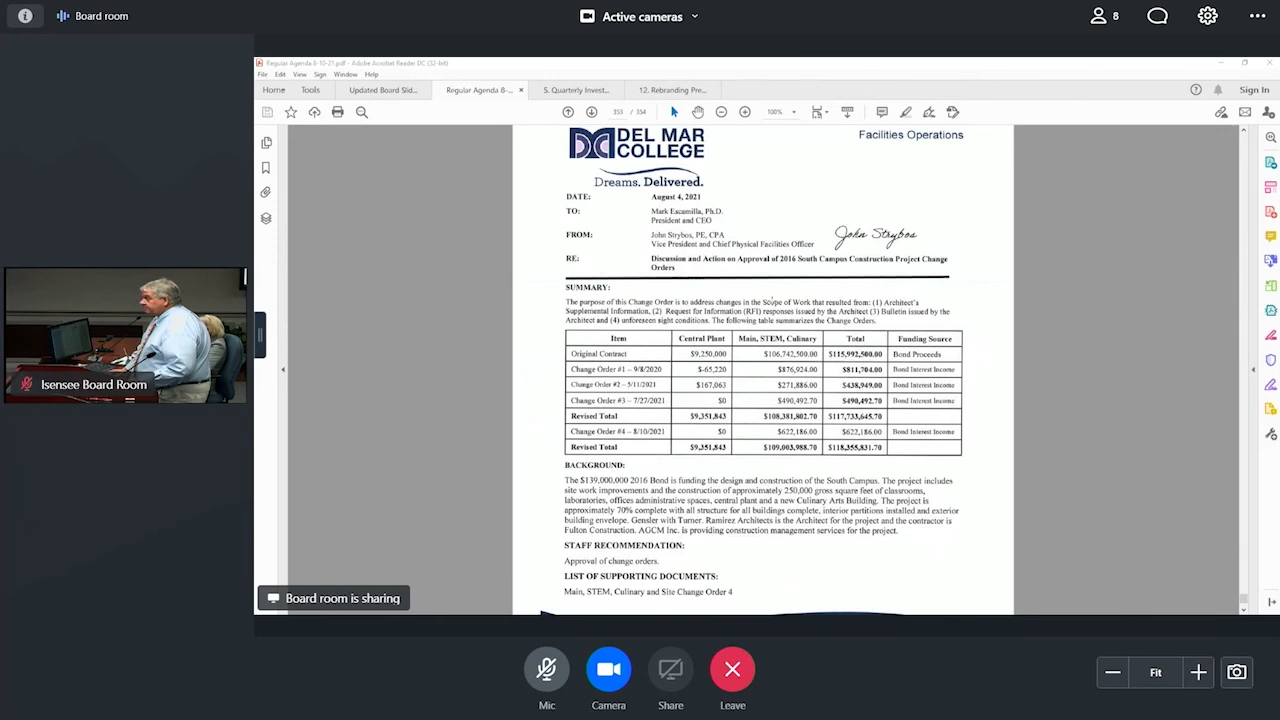 Board room
Active cameras
8
Regular Agenda 8-10-21.pdf - Adobe Acrobat Reader DC (32-bit)
File Edit View Sign Window Help
Home Tools Updated Board Slid... Regular Agenda 8-... × 5. Quarterly Invest... 12. Rebranding Pre... Sign In
353 / 354 100%
DEL MAR COLLEGE
Dreams. Delivered.
Facilities Operations
DATE: August 4, 2021
TO: Mark Escamilla, Ph.D.
President and CEO
FROM: John Strybos, PE, CPA
Vice President and Chief Physical Facilities Officer
John Strybos
RE: Discussion and Action on Approval of 2016 South Campus Construction Project Change
Orders
SUMMARY:
The purpose of this Change Order is to address changes in the Scope of Work that resulted from: (1) Architect's
Supplemental Information, (2) Request for Information (RFI) responses issued by the Architect (3) Bulletin issued by the
Architect and (4) unforeseen sight conditions. The following table summarizes the Change Orders.
Item Central Plant Main, STEM, Culinary Total Funding Source
Original Contract $9,250,000 $106,742,500.00 $115,992,500.00 Bond Proceeds
Change Order #1 – 9/8/2020 $-65,220 $876,924.00 $811,704.00 Bond Interest Income
Change Order #2 – 5/11/2021 $167,063 $271,886.00 $438,949.00 Bond Interest Income
Change Order #3 – 7/27/2021 $0 $490,492.70 $490,492.70 Bond Interest Income
Revised Total $9,351,843 $108,381,802.70 $117,733,645.70
Change Order #4 – 8/10/2021 $0 $622,186.00 $622,186.00 Bond Interest Income
Revised Total $9,351,843 $109,003,988.70 $118,355,831.70
BACKGROUND:
The $139,000,000 2016 Bond is funding the design and construction of the South Campus. The project includes
site work improvements and the construction of approximately 250,000 gross square feet of classrooms,
laboratories, offices administrative spaces, central plant and a new Culinary Arts Building. The project is
approximately 70% complete with all structure for all buildings complete, interior partitions installed and exterior
building envelope. Gensler with Turner. Ramirez Architects is the Architect for the project and the contractor is
Fulton Construction. AGCM Inc. is providing construction management services for the project.
STAFF RECOMMENDATION:
Approval of change orders.
LIST OF SUPPORTING DOCUMENTS:
Main, STEM, Culinary and Site Change Order 4
Isensee Board Room
Board room is sharing
Mic Camera Share Leave
Fit